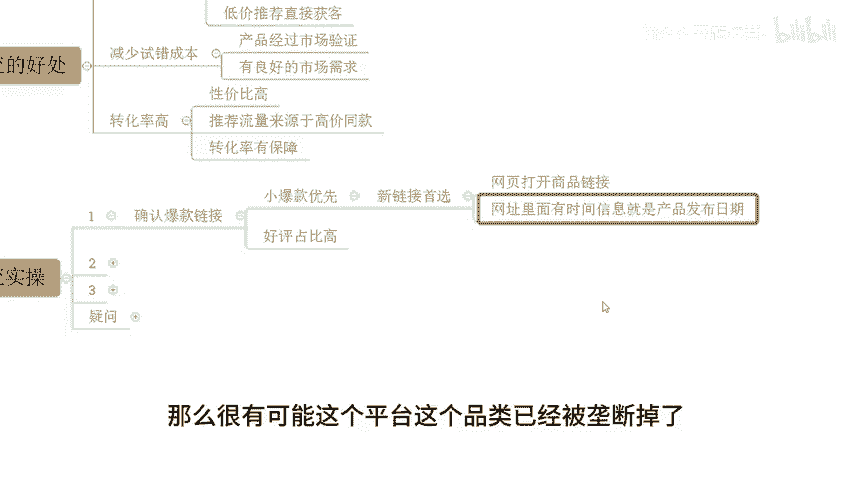 低价推荐直接获客
减少试错成本
产品经过市场验证
有良好的市场需求
的好处
转化率高
性价比高
推荐流量来源于高价同款
转化率有保障
1
确认爆款链接
小爆款优先
新链接首选
网页打开商品链接
网址里面有时间信息就是产品发布日期
好评占比高
实操
2
3
疑问
那么很有可能这个平台这个品类已经被垄断掉了
bilibili